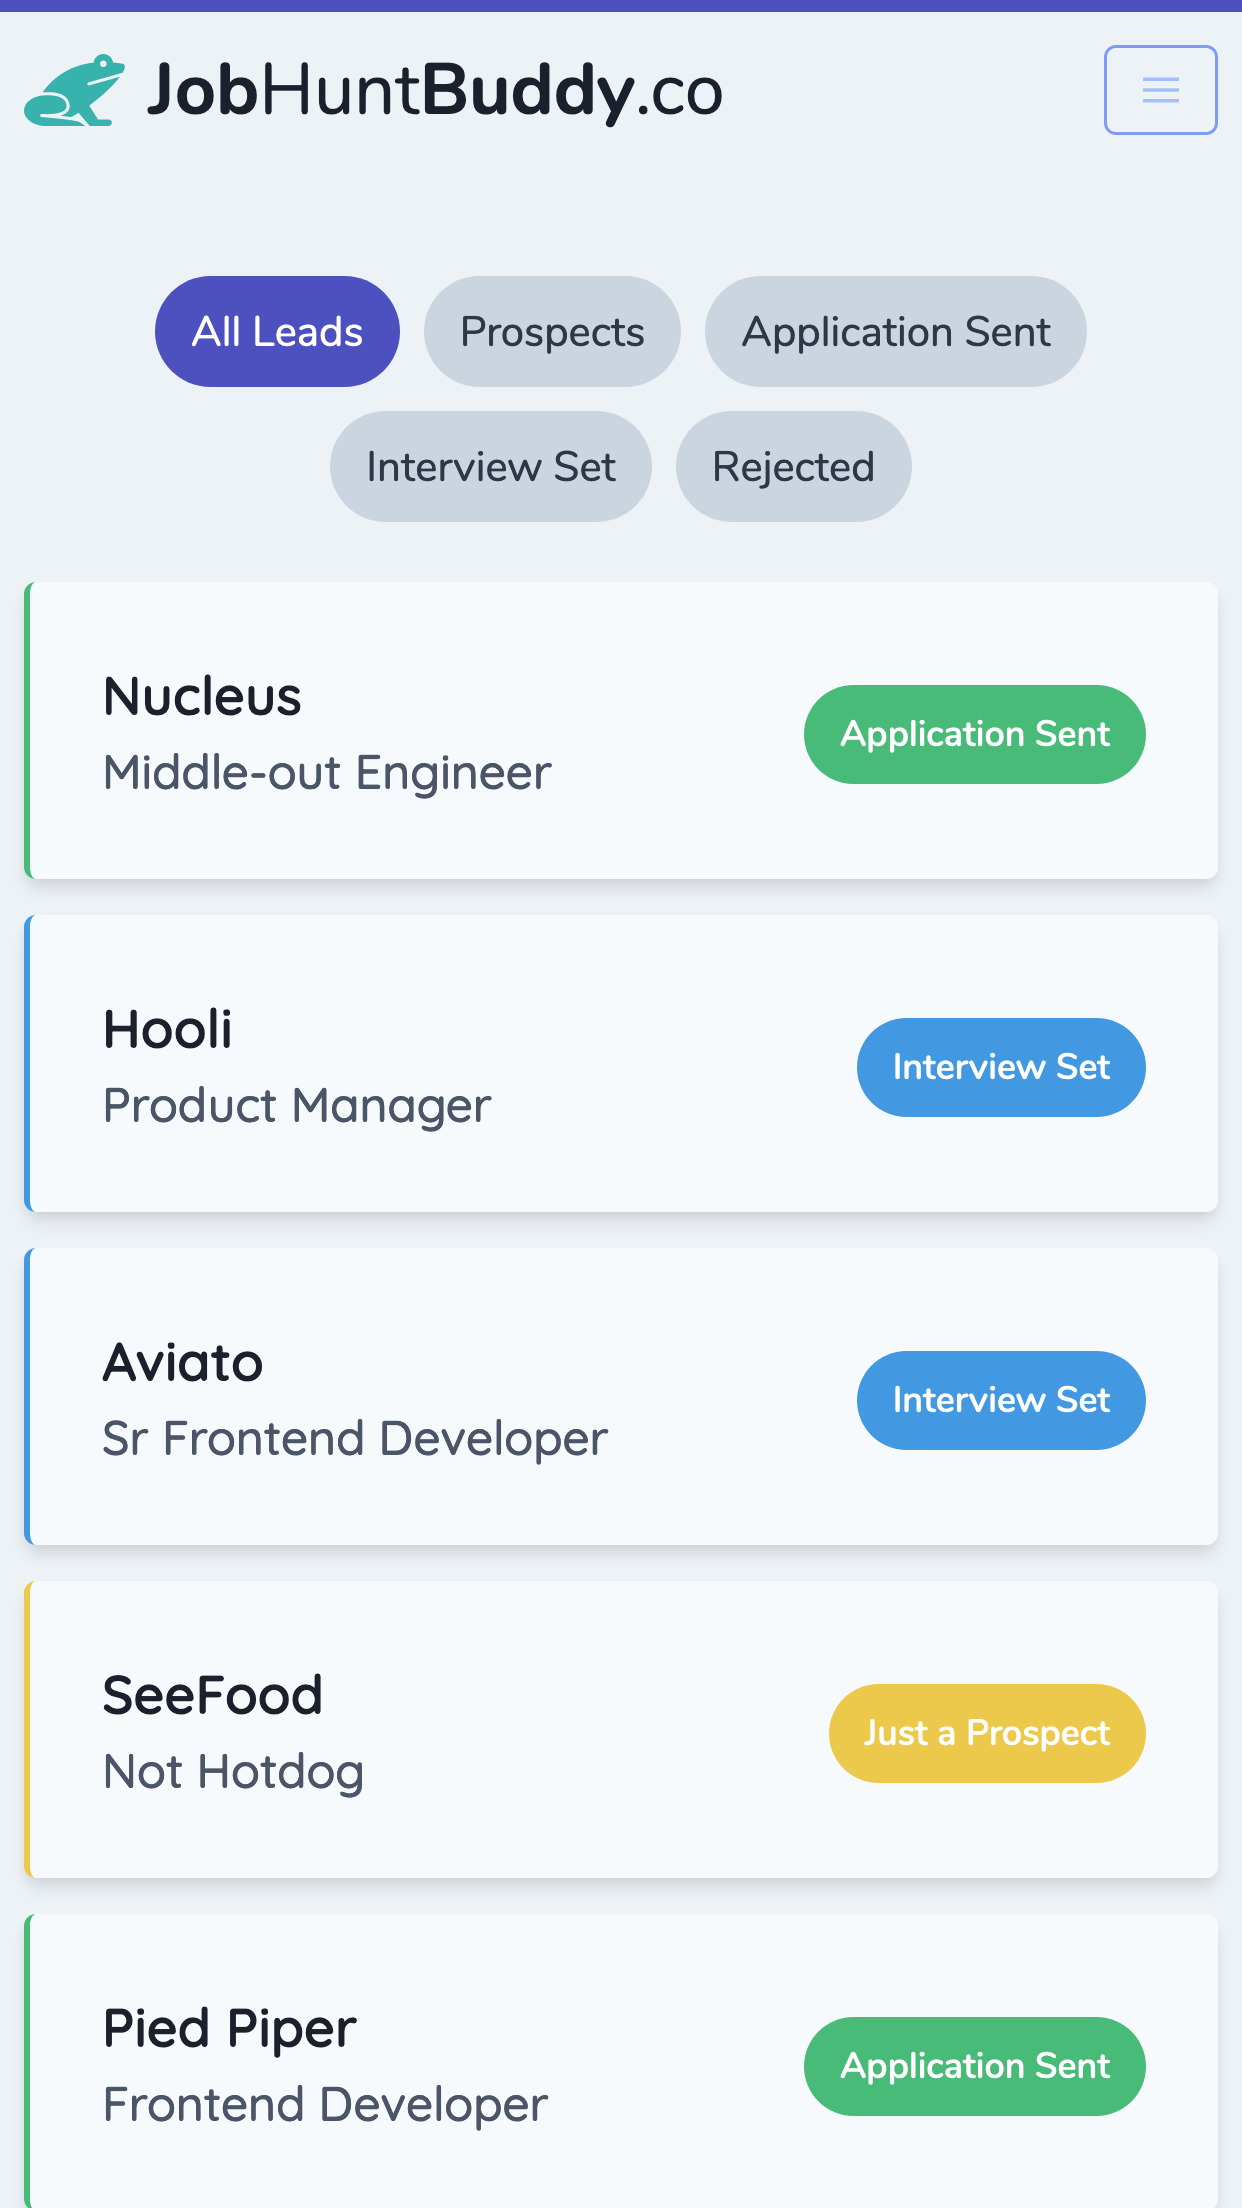 JobHuntBuddy.co
All Leads Prospects Application Sent
Interview Set Rejected
Nucleus
Middle-out Engineer
Application Sent
Hooli
Product Manager
Interview Set
Aviato
Sr Frontend Developer
Interview Set
SeeFood
Not Hotdog
Just a Prospect
Pied Piper
Frontend Developer
Application Sent